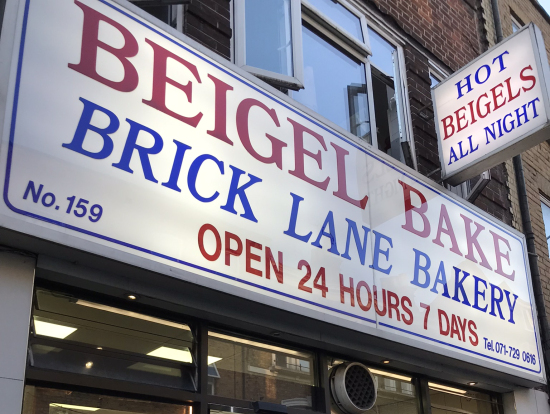 BEIGEL BAKE
BRICK LANE BAKERY
No. 159
OPEN 24 HOURS 7 DAYS
Tel. 071-729 0616
HOT
BEIGELS
ALL NIGHT